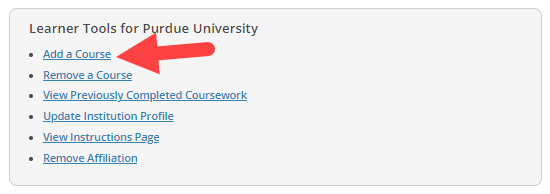 Learner Tools for Purdue University
Add a Course
Remove a Course
View Previously Completed Coursework
Update Institution Profile
View Instructions Page
Remove Affiliation